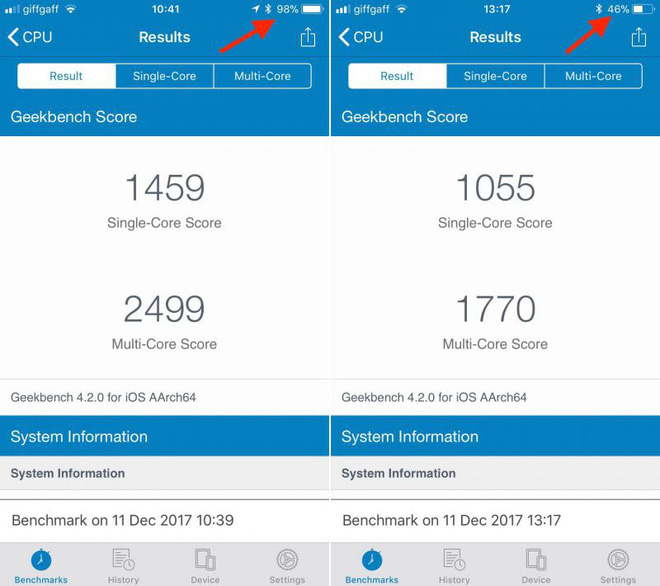 giffgaff 10:41 98%
CPU Results
Result Single-Core Multi-Core
Geekbench Score
1459
Single-Core Score
2499
Multi-Core Score
Geekbench 4.2.0 for iOS AArch64
System Information
System Information
Benchmark on 11 Dec 2017 10:39
Benchmarks History Device Settings
giffgaff 13:17 46%
CPU Results
Result Single-Core Multi-Core
Geekbench Score
1055
Single-Core Score
1770
Multi-Core Score
Geekbench 4.2.0 for iOS AArch64
System Information
System Information
Benchmark on 11 Dec 2017 13:17
Benchmarks History Device Settings